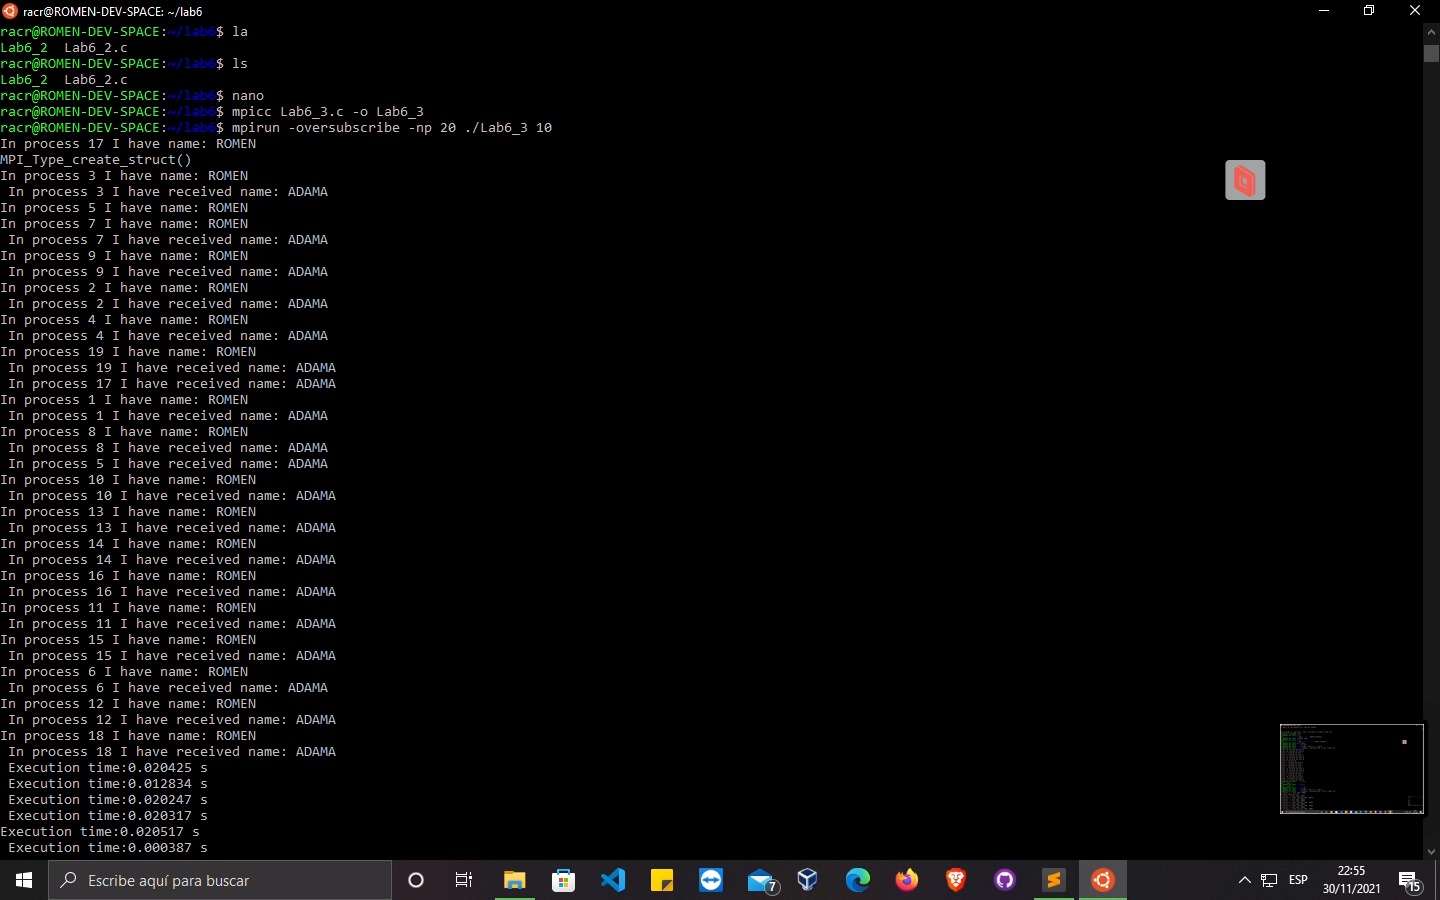 racr@ROMEN-DEV-SPACE: ~/lab6
racr@ROMEN-DEV-SPACE:~/lab6$ la
Lab6_2  Lab6_2.c
racr@ROMEN-DEV-SPACE:~/lab6$ ls
Lab6_2  Lab6_2.c
racr@ROMEN-DEV-SPACE:~/lab6$ nano
racr@ROMEN-DEV-SPACE:~/lab6$ mpicc Lab6_3.c -o Lab6_3
racr@ROMEN-DEV-SPACE:~/lab6$ mpirun -oversubscribe -np 20 ./Lab6_3 10
In process 17 I have name: ROMEN
MPI_Type_create_struct()
In process 3 I have name: ROMEN
In process 3 I have received name: ADAMA
In process 5 I have name: ROMEN
In process 7 I have name: ROMEN
In process 7 I have received name: ADAMA
In process 9 I have name: ROMEN
In process 9 I have received name: ADAMA
In process 2 I have name: ROMEN
In process 2 I have received name: ADAMA
In process 4 I have name: ROMEN
In process 4 I have received name: ADAMA
In process 19 I have name: ROMEN
In process 19 I have received name: ADAMA
In process 17 I have received name: ADAMA
In process 1 I have name: ROMEN
In process 1 I have received name: ADAMA
In process 8 I have name: ROMEN
In process 8 I have received name: ADAMA
In process 5 I have received name: ADAMA
In process 10 I have name: ROMEN
In process 10 I have received name: ADAMA
In process 13 I have name: ROMEN
In process 13 I have received name: ADAMA
In process 14 I have name: ROMEN
In process 14 I have received name: ADAMA
In process 16 I have name: ROMEN
In process 16 I have received name: ADAMA
In process 11 I have name: ROMEN
In process 11 I have received name: ADAMA
In process 15 I have name: ROMEN
In process 15 I have received name: ADAMA
In process 6 I have name: ROMEN
In process 6 I have received name: ADAMA
In process 12 I have name: ROMEN
In process 12 I have received name: ADAMA
In process 18 I have name: ROMEN
In process 18 I have received name: ADAMA
Execution time:0.020425 s
Execution time:0.012834 s
Execution time:0.020247 s
Execution time:0.020317 s
Execution time:0.020517 s
Execution time:0.000387 s
Escribe aquí para buscar
7
ESP
22:55
30/11/2021
15